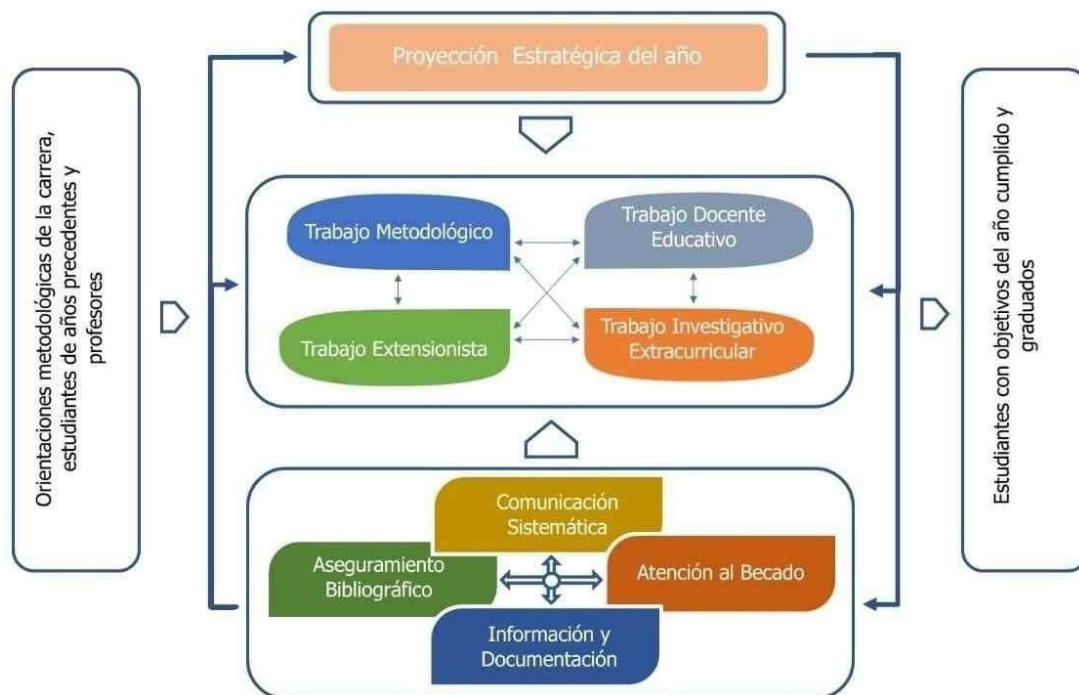 Proyección Estratégica del año
Orientaciones metodológicas de la carrera,
estudiantes de años precedentes y
profesores
Trabajo Metodológico
Trabajo Docente
Educativo
Trabajo Extensionista
Trabajo Investigativo
Extracurricular
Estudiantes con objetivos del año cumplido y
graduados
Comunicación
Sistemática
Aseguramiento
Bibliográfico
Atención al Becado
Información y
Documentación